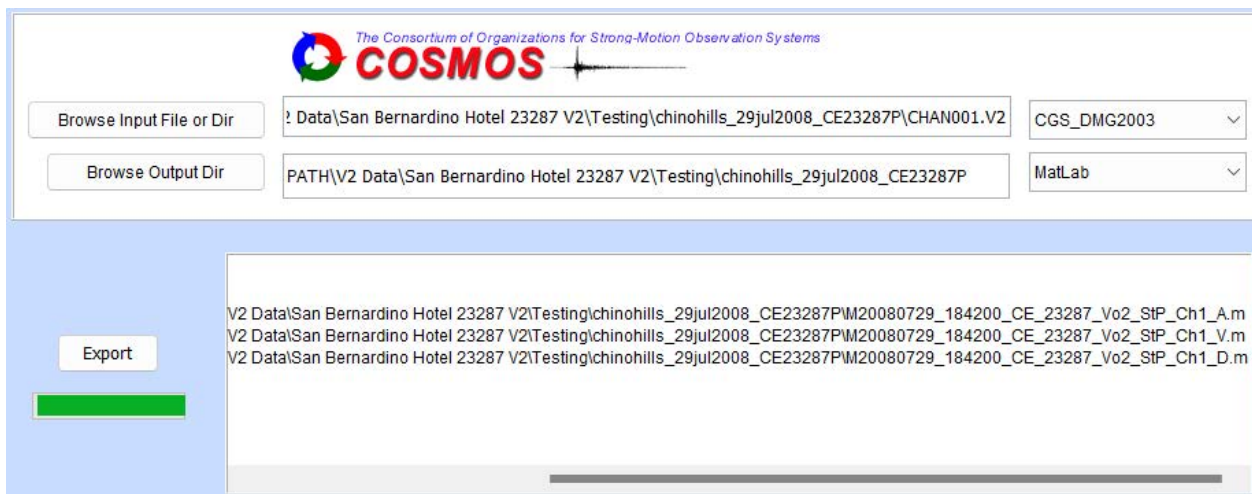 The Consortium of Organizations for Strong-Motion Observation Systems
COSMOS
Browse Input File or Dir
2 Data\San Bernardino Hotel 23287 V2\Testing\chinohills_29jul2008_CE23287P\CHAN001.V2
CGS_DMG2003
Browse Output Dir
PATH\V2 Data\San Bernardino Hotel 23287 V2\Testing\chinohills_29jul2008_CE23287P
MatLab
V2 Data\San Bernardino Hotel 23287 V2\Testing\chinohills_29jul2008_CE23287P\M20080729_184200_CE_23287_Vo2_StP_Ch1_A.m
V2 Data\San Bernardino Hotel 23287 V2\Testing\chinohills_29jul2008_CE23287P\M20080729_184200_CE_23287_Vo2_StP_Ch1_V.m
V2 Data\San Bernardino Hotel 23287 V2\Testing\chinohills_29jul2008_CE23287P\M20080729_184200_CE_23287_Vo2_StP_Ch1_D.m
Export